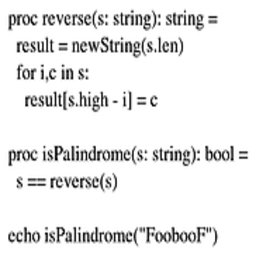 proc reverse(s: string): string =
  result = newString(s.len)
  for i,c in s:
    result[s.high - i] = c

proc isPalindrome(s: string): bool =
  s == reverse(s)

echo isPalindrome("FoobooF")